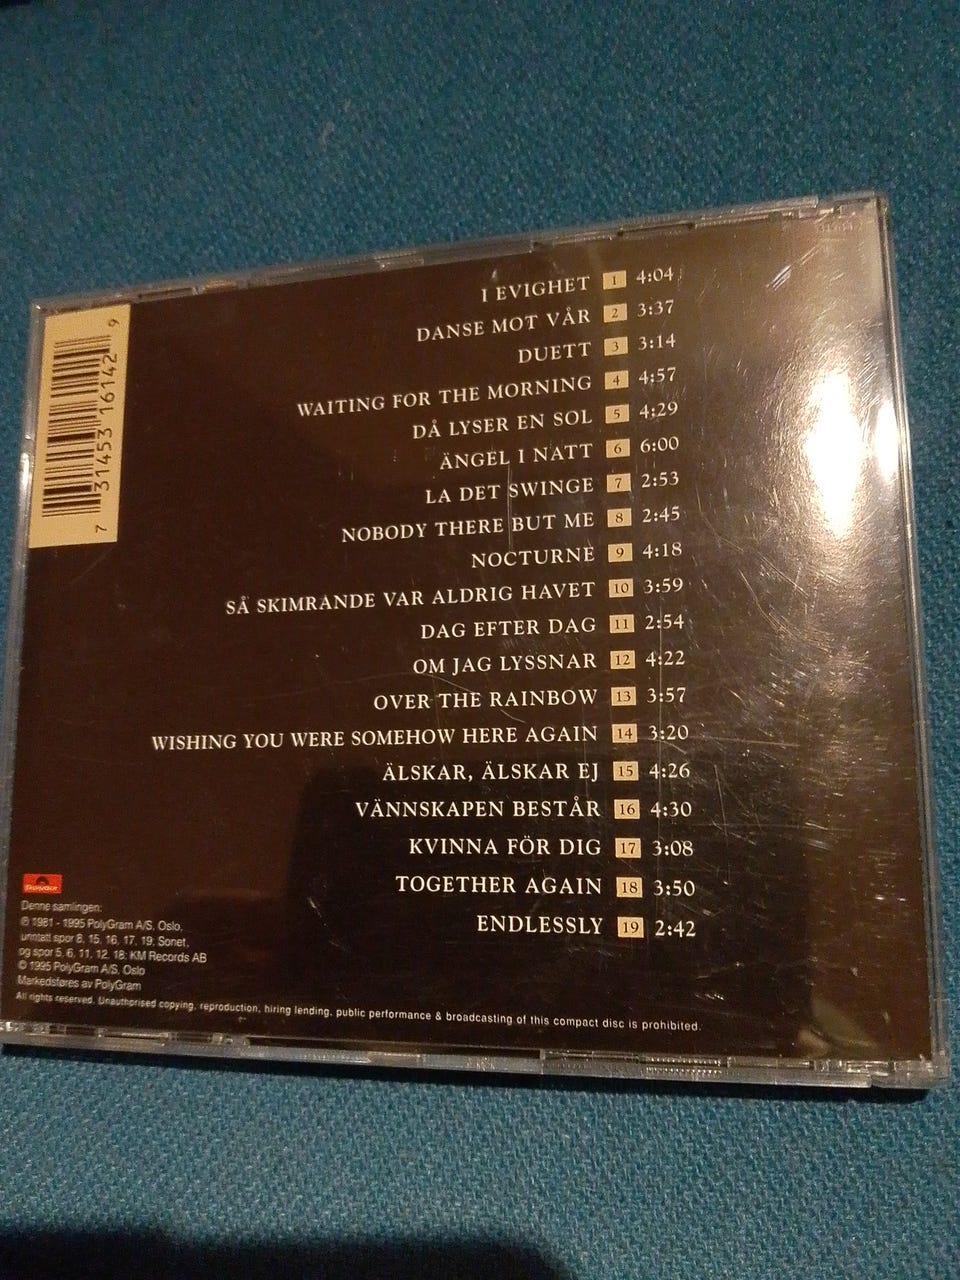 I EVIGHET 1 4:04
DANSE MOT VÅR 2 3:37
DUETT 3 3:14
WAITING FOR THE MORNING 4 4:57
DÅ LYSER EN SOL 5 4:29
ÄNGEL I NATT 6 6:00
LA DET SWINGE 7 2:53
NOBODY THERE BUT ME 8 2:45
NOCTURNE 9 4:18
SÅ SKIMRANDE VAR ALDRIG HAVET 10 3:59
DAG EFTER DAG 11 2:54
OM JAG LYSSNAR 12 4:22
OVER THE RAINBOW 13 3:57
WISHING YOU WERE SOMEHOW HERE AGAIN 14 3:20
ÄLSKAR, ÄLSKAR EJ 15 4:26
VÄNNSKAPEN BESTÅR 16 4:30
KVINNA FÖR DIG 17 3:08
TOGETHER AGAIN 18 3:50
ENDLESSLY 19 2:42
7 31453 16142 9
Polydor
Denne samlingen:
℗ 1981 - 1995 PolyGram A/S, Oslo,
unntatt spor 8, 15, 16, 17, 19: Sonet,
og spor 5, 6, 11, 12, 18: KM Records AB
© 1995 PolyGram A/S, Oslo
Markedsføres av PolyGram
All rights reserved. Unauthorised copying, reproduction, hiring lending, public performance & broadcasting of this compact disc is prohibited.